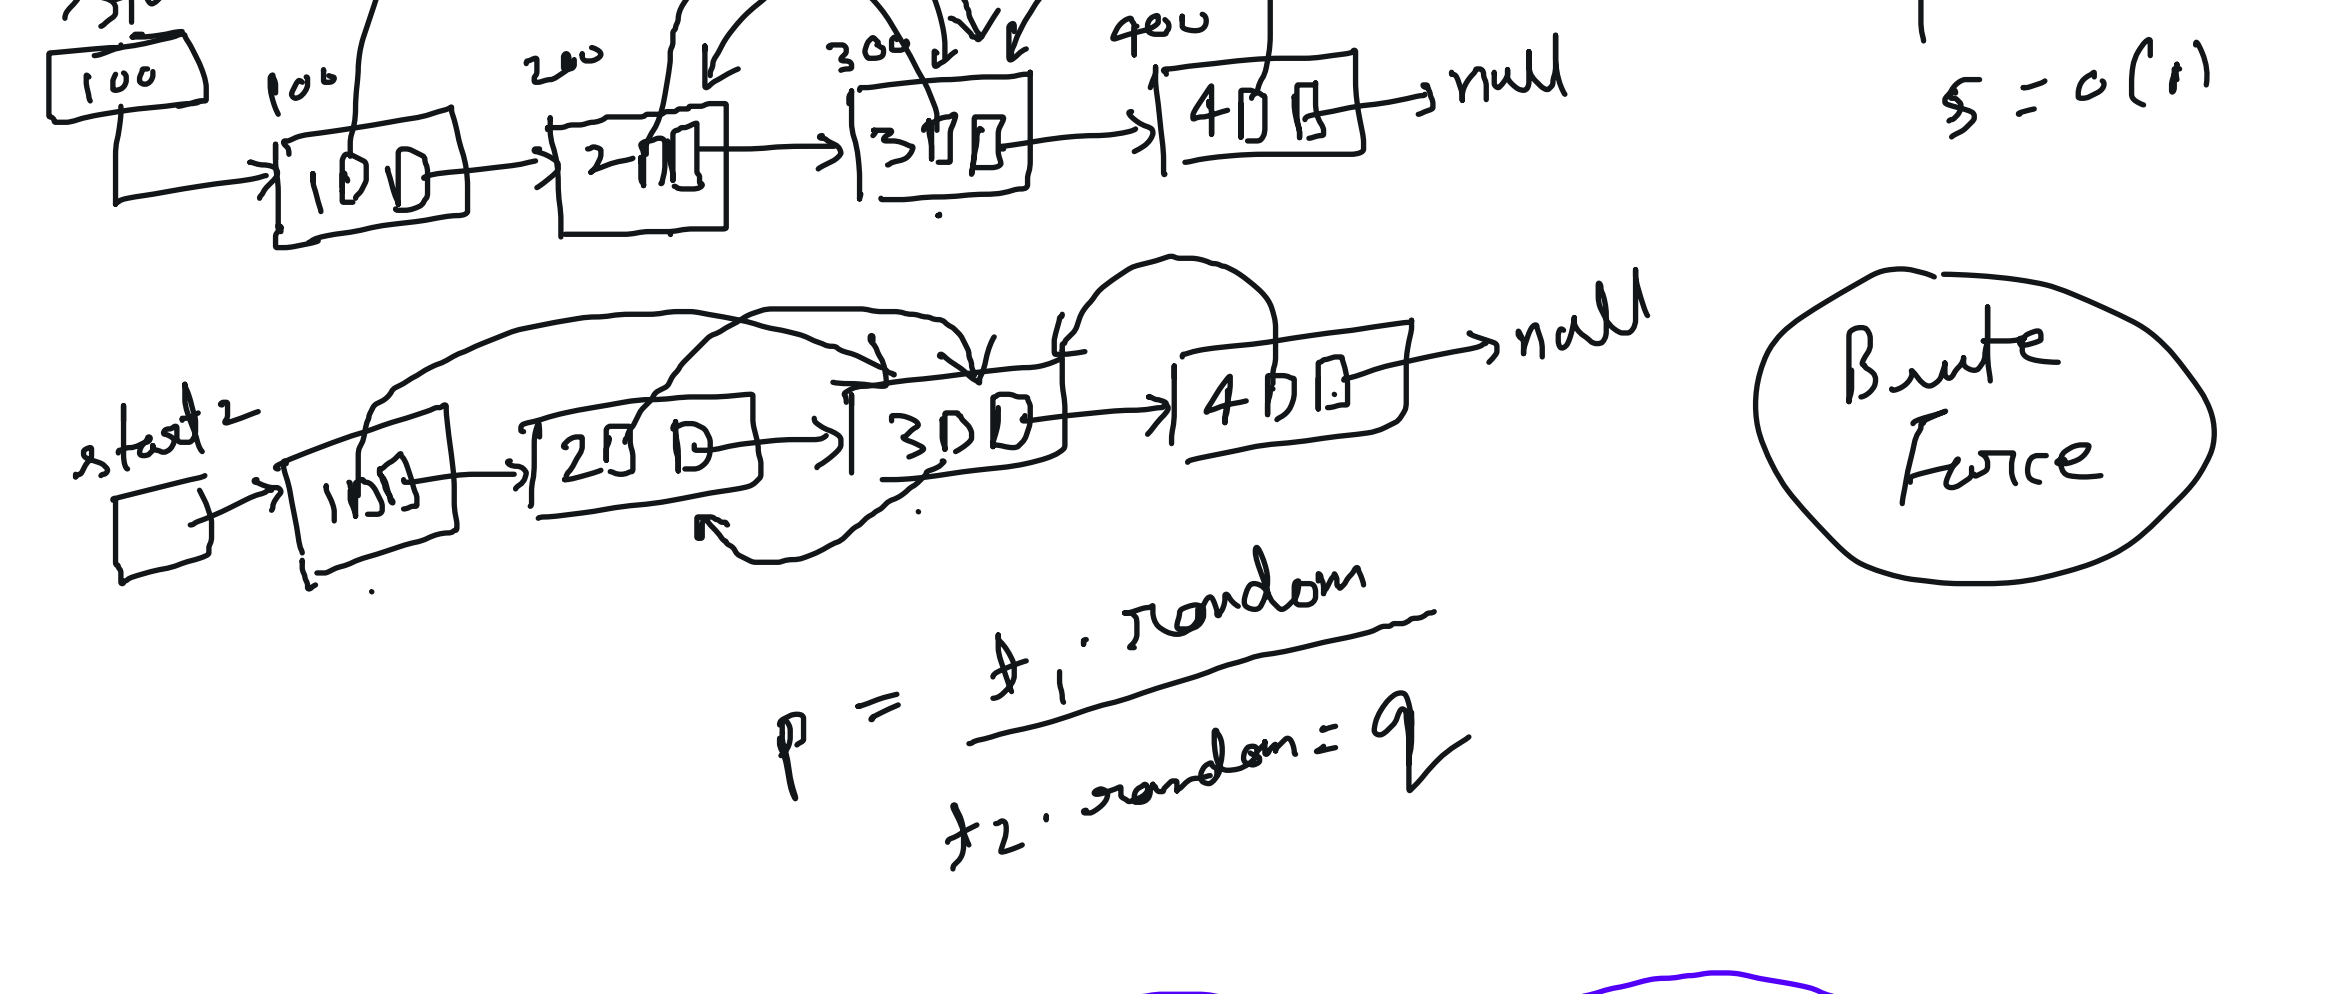 100
100
200
300
400
1
2
3
4
null
S = O(1)
start2
1
2
3
4
null
Brute
Force
P = t1.random
t2.random = q